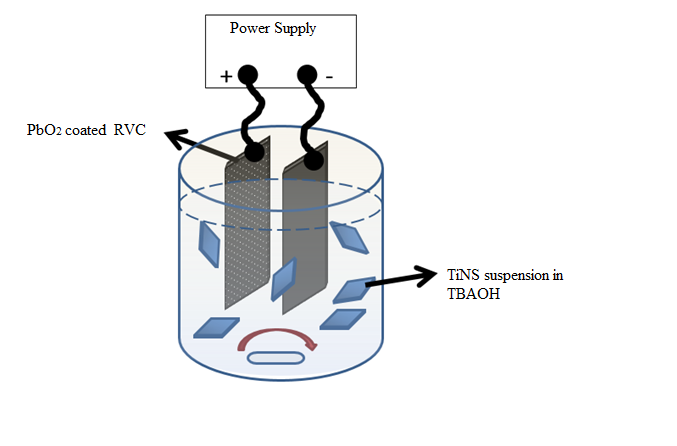 Power Supply
+ -
PbO₂ coated RVC
TiNS suspension in
TBAOH